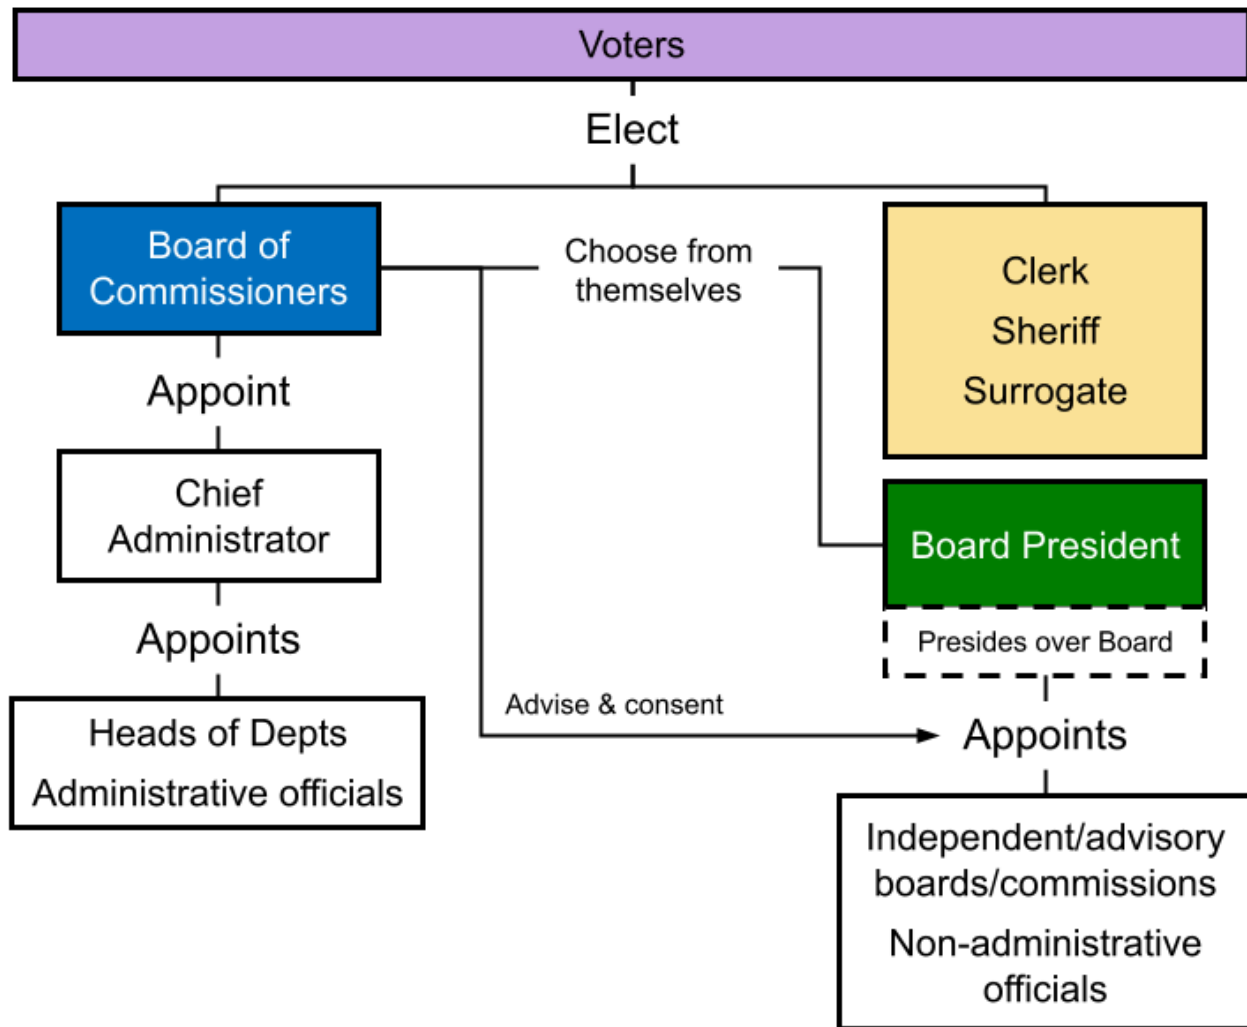 Voters
Elect
Board of
Commissioners
Choose from
themselves
Clerk
Sheriff
Surrogate
Appoint
Chief
Administrator
Board President
Presides over Board
Appoints
Heads of Depts
Administrative officials
Advise & consent
Appoints
Independent/advisory
boards/commissions
Non-administrative
officials